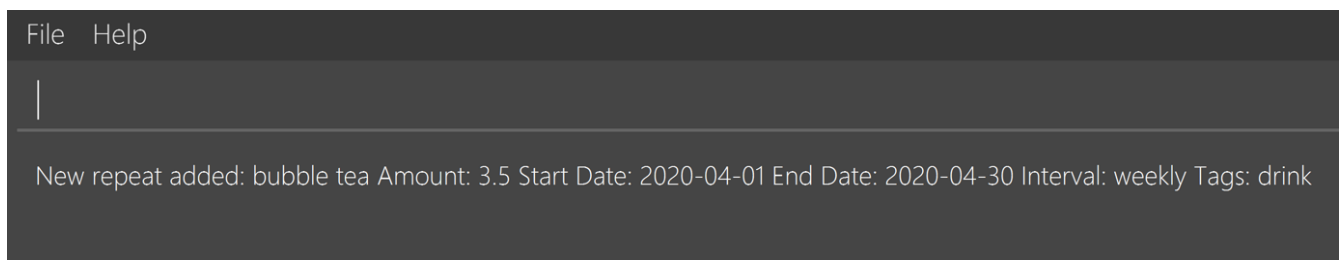 File Help
New repeat added: bubble tea Amount: 3.5 Start Date: 2020-04-01 End Date: 2020-04-30 Interval: weekly Tags: drink